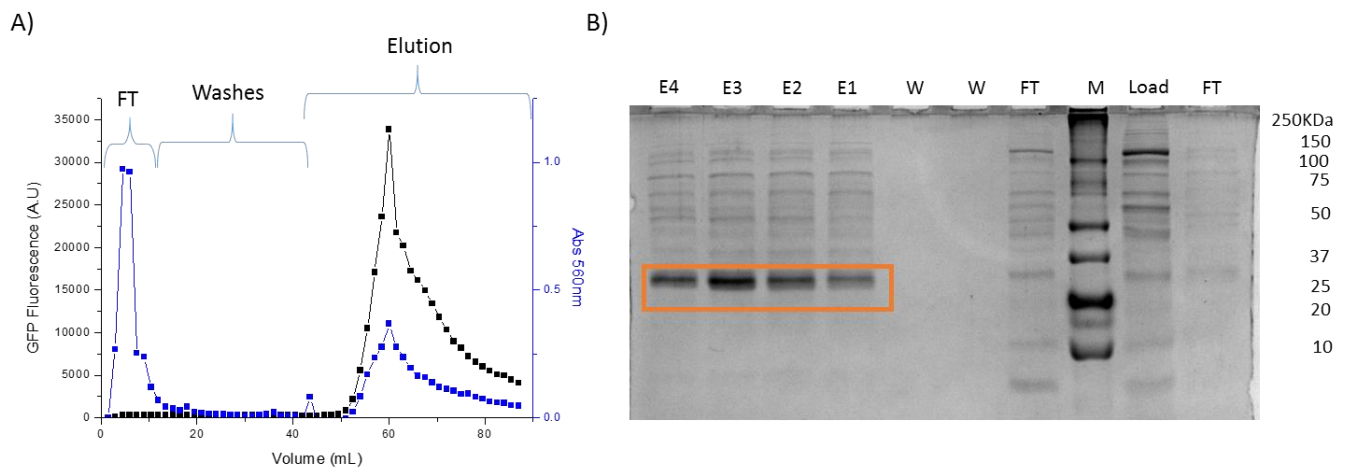 A)
B)
Elution
FT
Washes
35000
30000
25000
20000
15000
10000
5000
0
GFP Fluorescence (A.U)
1.0
0.5
0.0
Abs 560nm
0 20 40 60 80
Volume (mL)
E4 E3 E2 E1 W W FT M Load FT
250KDa
150
100
75
50
37
25
20
10